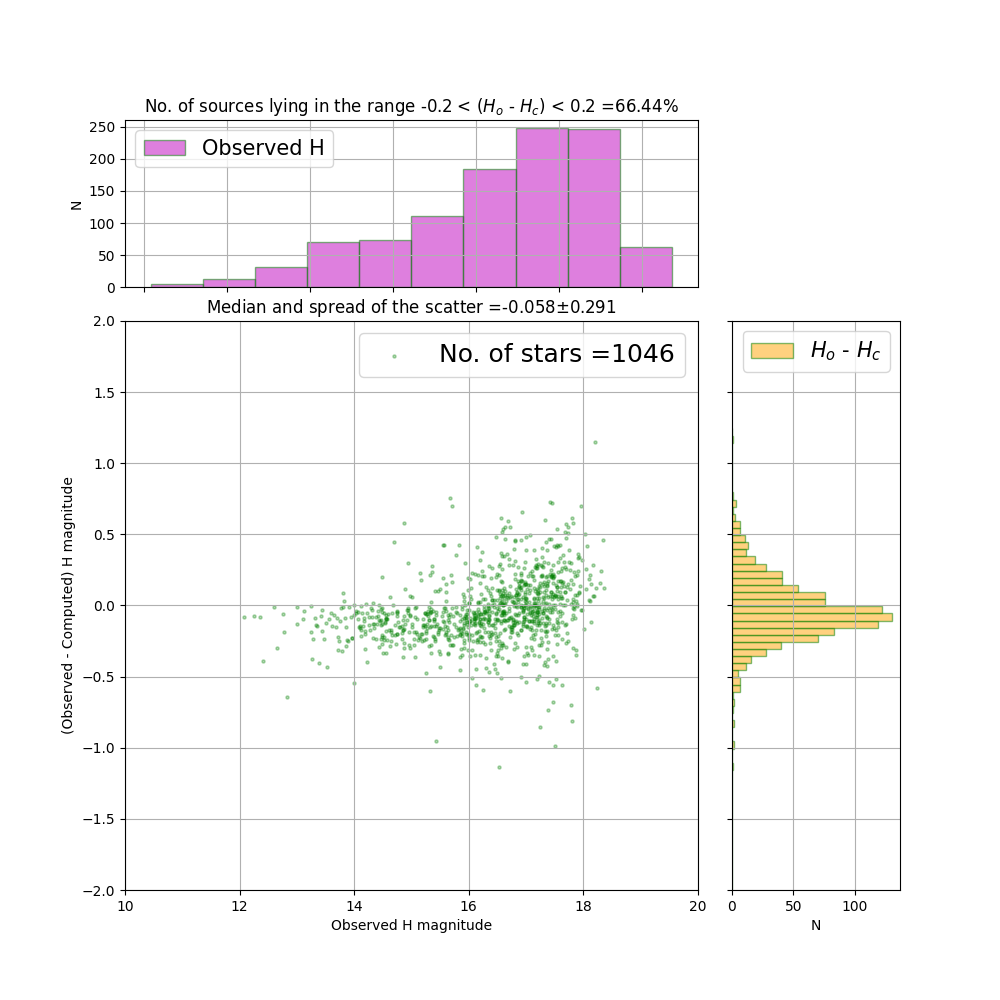 No. of sources lying in the range -0.2 < (H_o - H_c) < 0.2 =66.44%
250
200
150
100
50
0
N
Observed H
Median and spread of the scatter =-0.058±0.291
2.0
1.5
1.0
0.5
0.0
−0.5
−1.0
−1.5
−2.0
(Observed - Computed) H magnitude
No. of stars =1046
10 12 14 16 18 20
Observed H magnitude
H_o - H_c
0 50 100
N